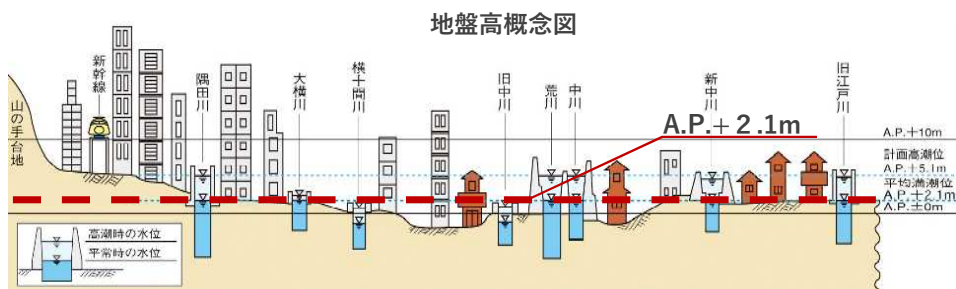 地盤高概念図
山の手台地
新幹線
隅田川
大横川
横十間川
旧中川
荒川
中川
新中川
旧江戸川
A.P.+2.1m
A.P.+10m
計画高潮位
A.P.+5.1m
平均満潮位
A.P.+2.1m
A.P.±0m
高潮時の水位
平常時の水位